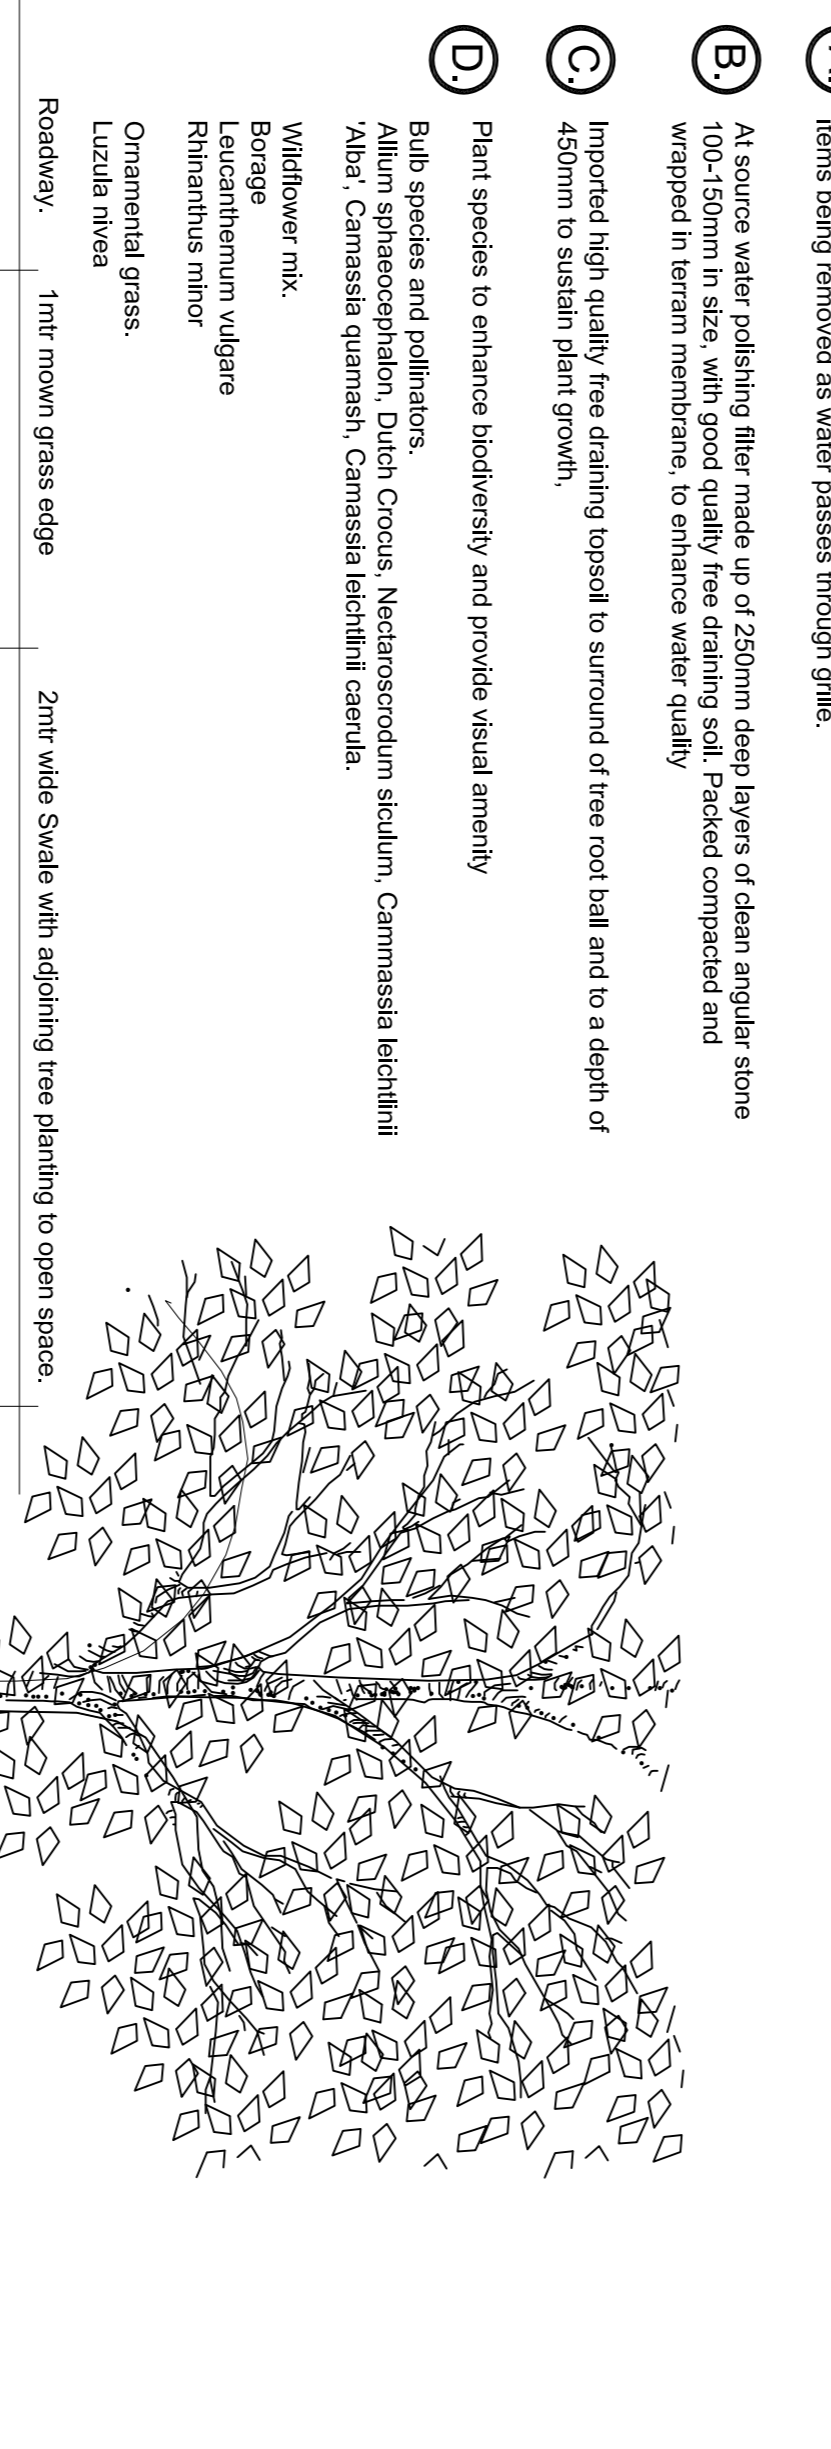 items being removed as water passes through grille.
B.
At source water polishing filter made up of 250mm deep layers of clean angular stone
100-150mm in size, with good quality free draining soil. Packed compacted and
wrapped in terram membrane, to enhance water quality
C.
Imported high quality free draining topsoil to surround of tree root ball and to a depth of
450mm to sustain plant growth,
D.
Plant species to enhance biodiversity and provide visual amenity
Bulb species and pollinators.
Allium sphaeocephalon, Dutch Crocus, Nectaroscrodum siculum, Cammassia leichtlinii
'Alba', Camassia quamash, Camassia leichtlinii caerula.
Wildflower mix.
Borage
Leucanthemum vulgare
Rhinanthus minor
Ornamental grass.
Luzula nivea
Roadway.
1mtr mown grass edge
2mtr wide Swale with adjoining tree planting to open space.